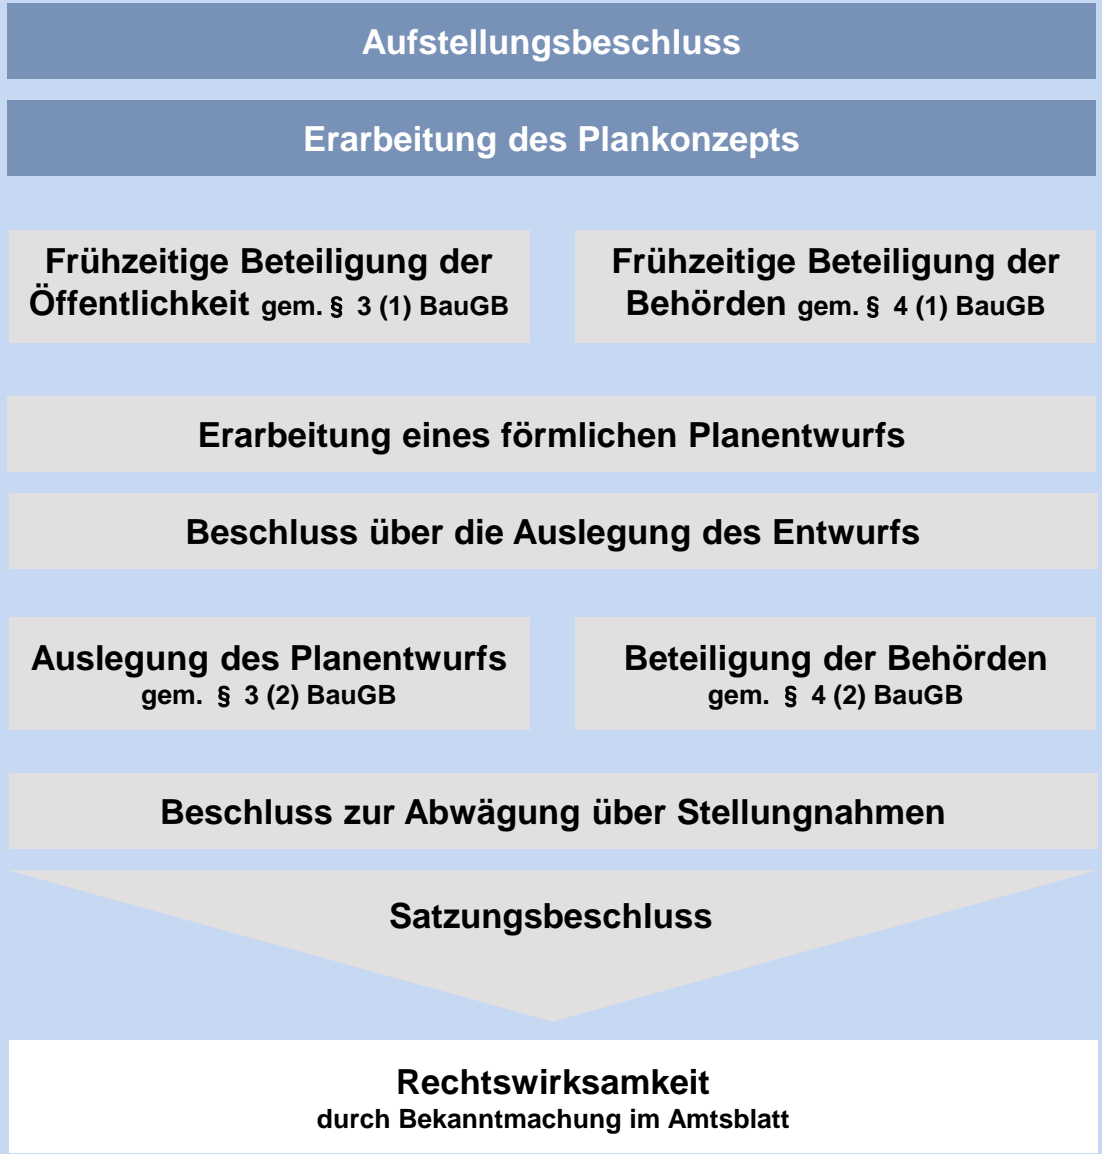 Aufstellungsbeschluss
Erarbeitung des Plankonzepts
Frühzeitige Beteiligung der
Öffentlichkeit gem. § 3 (1) BauGB
Frühzeitige Beteiligung der
Behörden gem. § 4 (1) BauGB
Erarbeitung eines förmlichen Planentwurfs
Beschluss über die Auslegung des Entwurfs
Auslegung des Planentwurfs
gem. § 3 (2) BauGB
Beteiligung der Behörden
gem. § 4 (2) BauGB
Beschluss zur Abwägung über Stellungnahmen
Satzungsbeschluss
Rechtswirksamkeit
durch Bekanntmachung im Amtsblatt